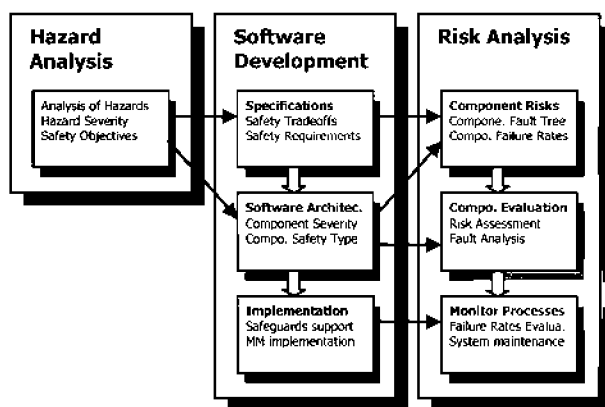 Hazard
Analysis
Analysis of Hazards
Hazard Severity
Safety Objectives
Software
Development
Specifications
Safety Tradeoffs
Safety Requirements
Software Architec.
Component Severity
Compo. Safety Type
Implementation
Safeguards support
MM implementation
Risk Analysis
Component Risks
Compone. Fault Tree
Compo. Failure Rates
Compo. Evaluation
Risk Assessment
Fault Analysis
Monitor Processes
Failure Rates Evalua.
System maintenance